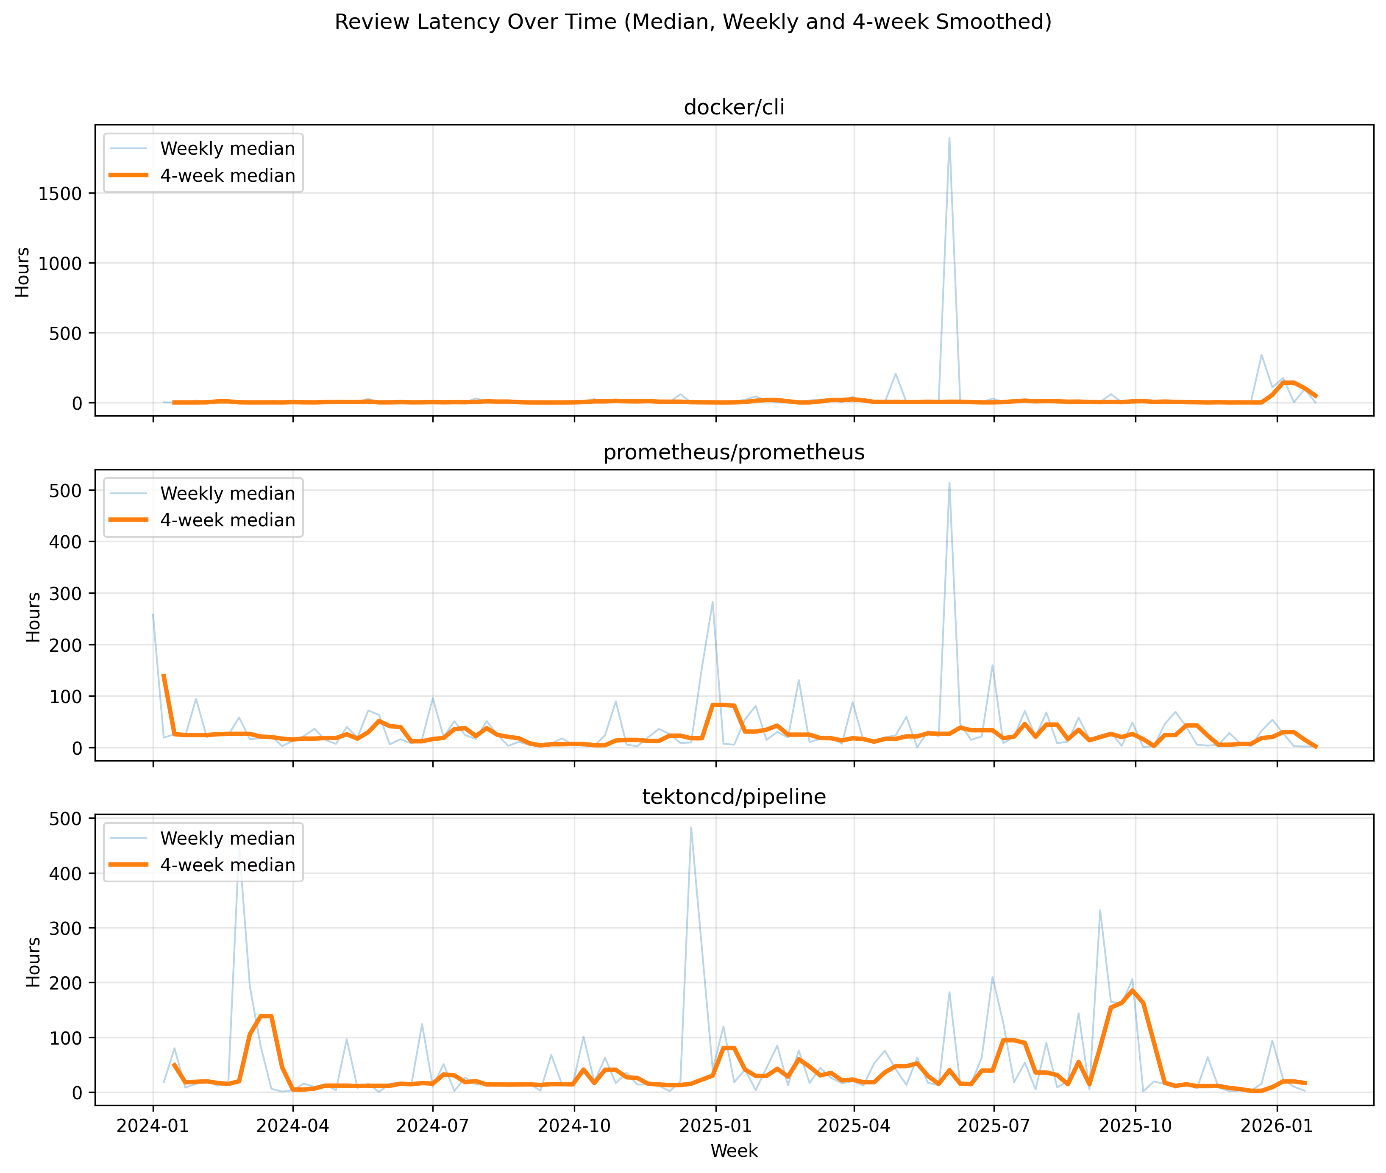 Review Latency Over Time (Median, Weekly and 4-week Smoothed)
docker/cli
Weekly median
4-week median
Hours
1500
1000
500
0
prometheus/prometheus
Weekly median
4-week median
Hours
500
400
300
200
100
0
tektoncd/pipeline
Weekly median
4-week median
Hours
500
400
300
200
100
0
2024-01 2024-04 2024-07 2024-10 2025-01 2025-04 2025-07 2025-10 2026-01
Week